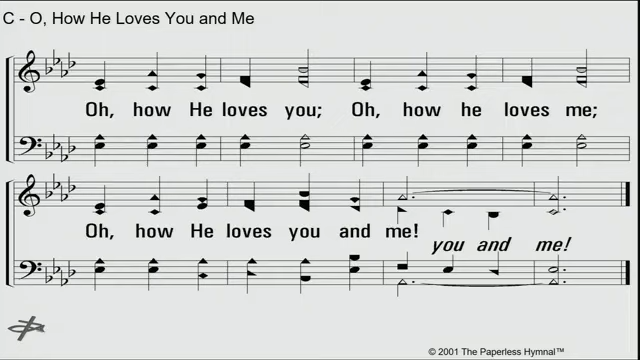 C - O, How He Loves You and Me
Oh, how He loves you; Oh, how he loves me;
Oh, how He loves you and me!
you and me!
© 2001 The Paperless Hymnal™